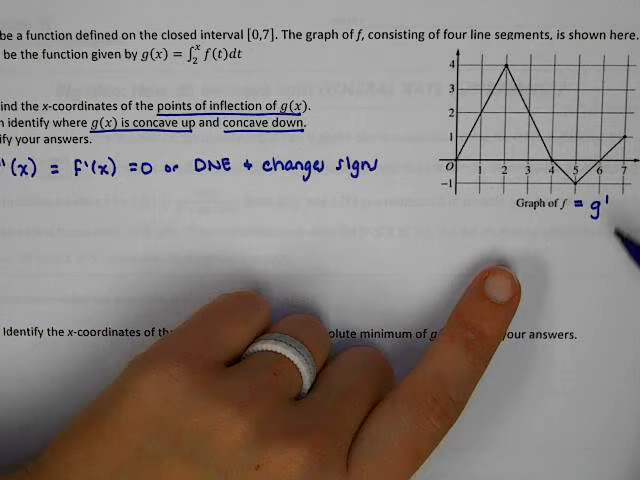 be a function defined on the closed interval [0,7]. The graph of f, consisting of four line segments, is shown here.
be the function given by g(x) = ∫₂ˣ f(t)dt
ind the x-coordinates of the points of inflection of g(x).
identify where g(x) is concave up and concave down.
ify your answers.
'(x) = f'(x) = 0 or DNE + changes sign
4
3
2
1
O 1 2 3 4 5 6 7
-1
Graph of f = g'
Identify the x-coordinates of th olute minimum of g your answers.